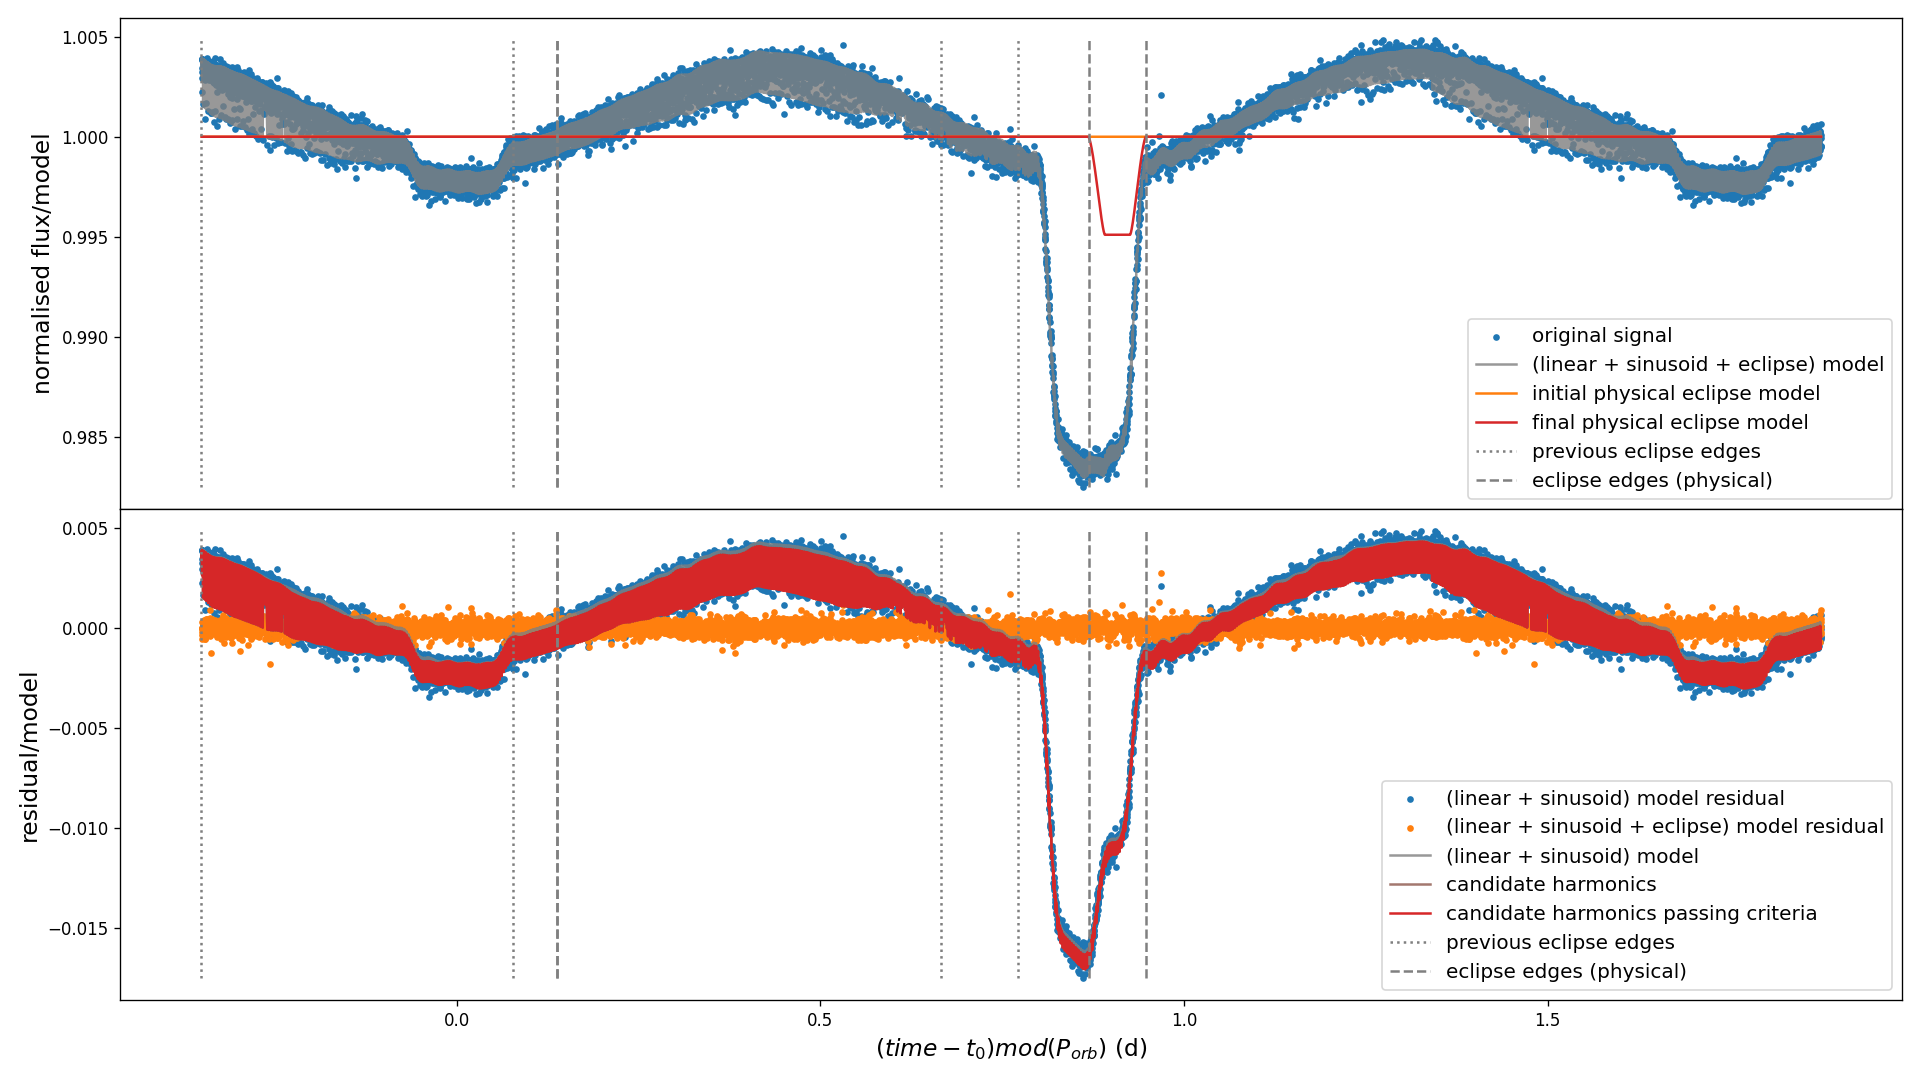 normalised flux/model
1.005
1.000
0.995
0.990
0.985
original signal
(linear + sinusoid + eclipse) model
initial physical eclipse model
final physical eclipse model
previous eclipse edges
eclipse edges (physical)
residual/model
0.005
0.000
−0.005
−0.010
−0.015
(linear + sinusoid) model residual
(linear + sinusoid + eclipse) model residual
(linear + sinusoid) model
candidate harmonics
candidate harmonics passing criteria
previous eclipse edges
eclipse edges (physical)
0.0 0.5 1.0 1.5
(time − t₀)mod(Pₒᵣb) (d)